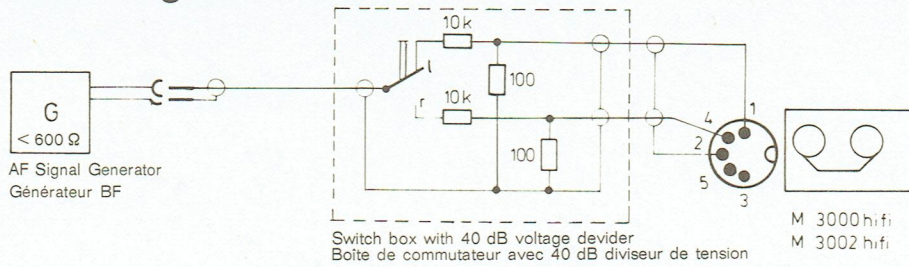 10k
l
10k
r
100
100
G
< 600 Ω
AF Signal Generator
Générateur BF
1
4
2
5
3
M 3000 hifi
M 3002 hifi
Switch box with 40 dB voltage devider
Boîte de commutateur avec 40 dB diviseur de tension